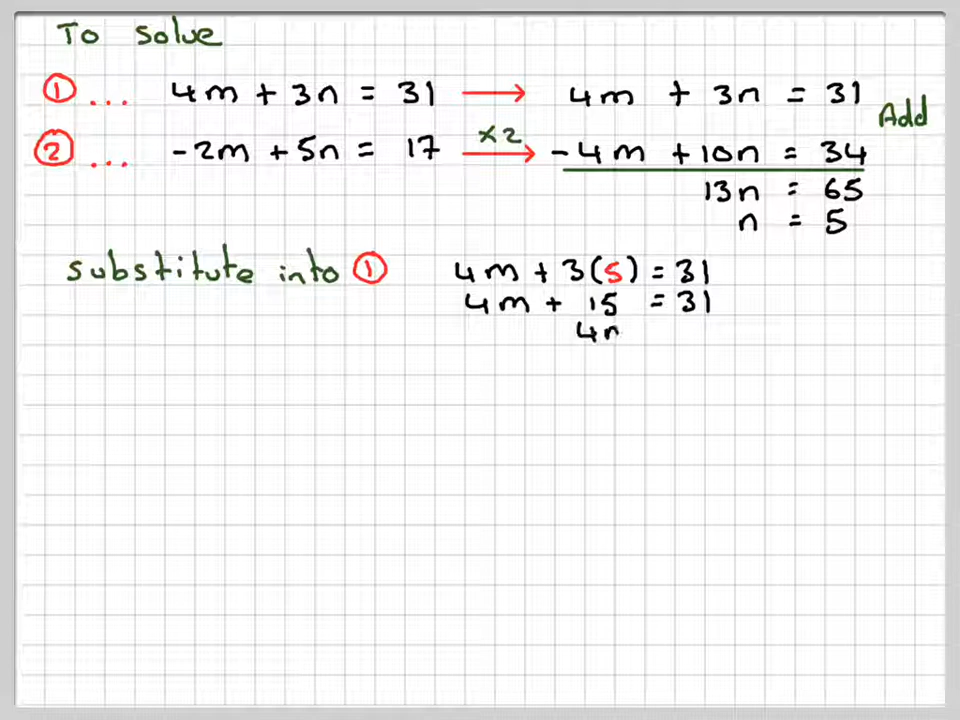 To solve
① ... 4m + 3n = 31 → 4m + 3n = 31
Add
② ... -2m + 5n = 17 ×2 → -4m + 10n = 34
13n = 65
n = 5
substitute into ① 4m + 3(5) = 31
4m + 15 = 31
4n